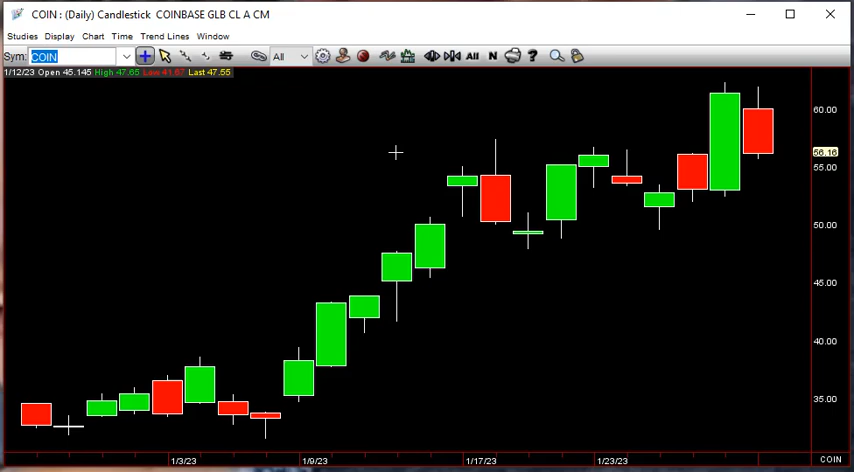 COIN : (Daily) Candlestick COINBASE GLB CL A CM
Studies Display Chart Time Trend Lines Window
Sym: COIN All All N ?
1/12/23 Open 45.145 High 47.65 Low 41.67 Last 47.55
60.00
56.16
55.00
50.00
45.00
40.00
35.00
1/3/23 1/9/23 1/17/23 1/23/23 COIN